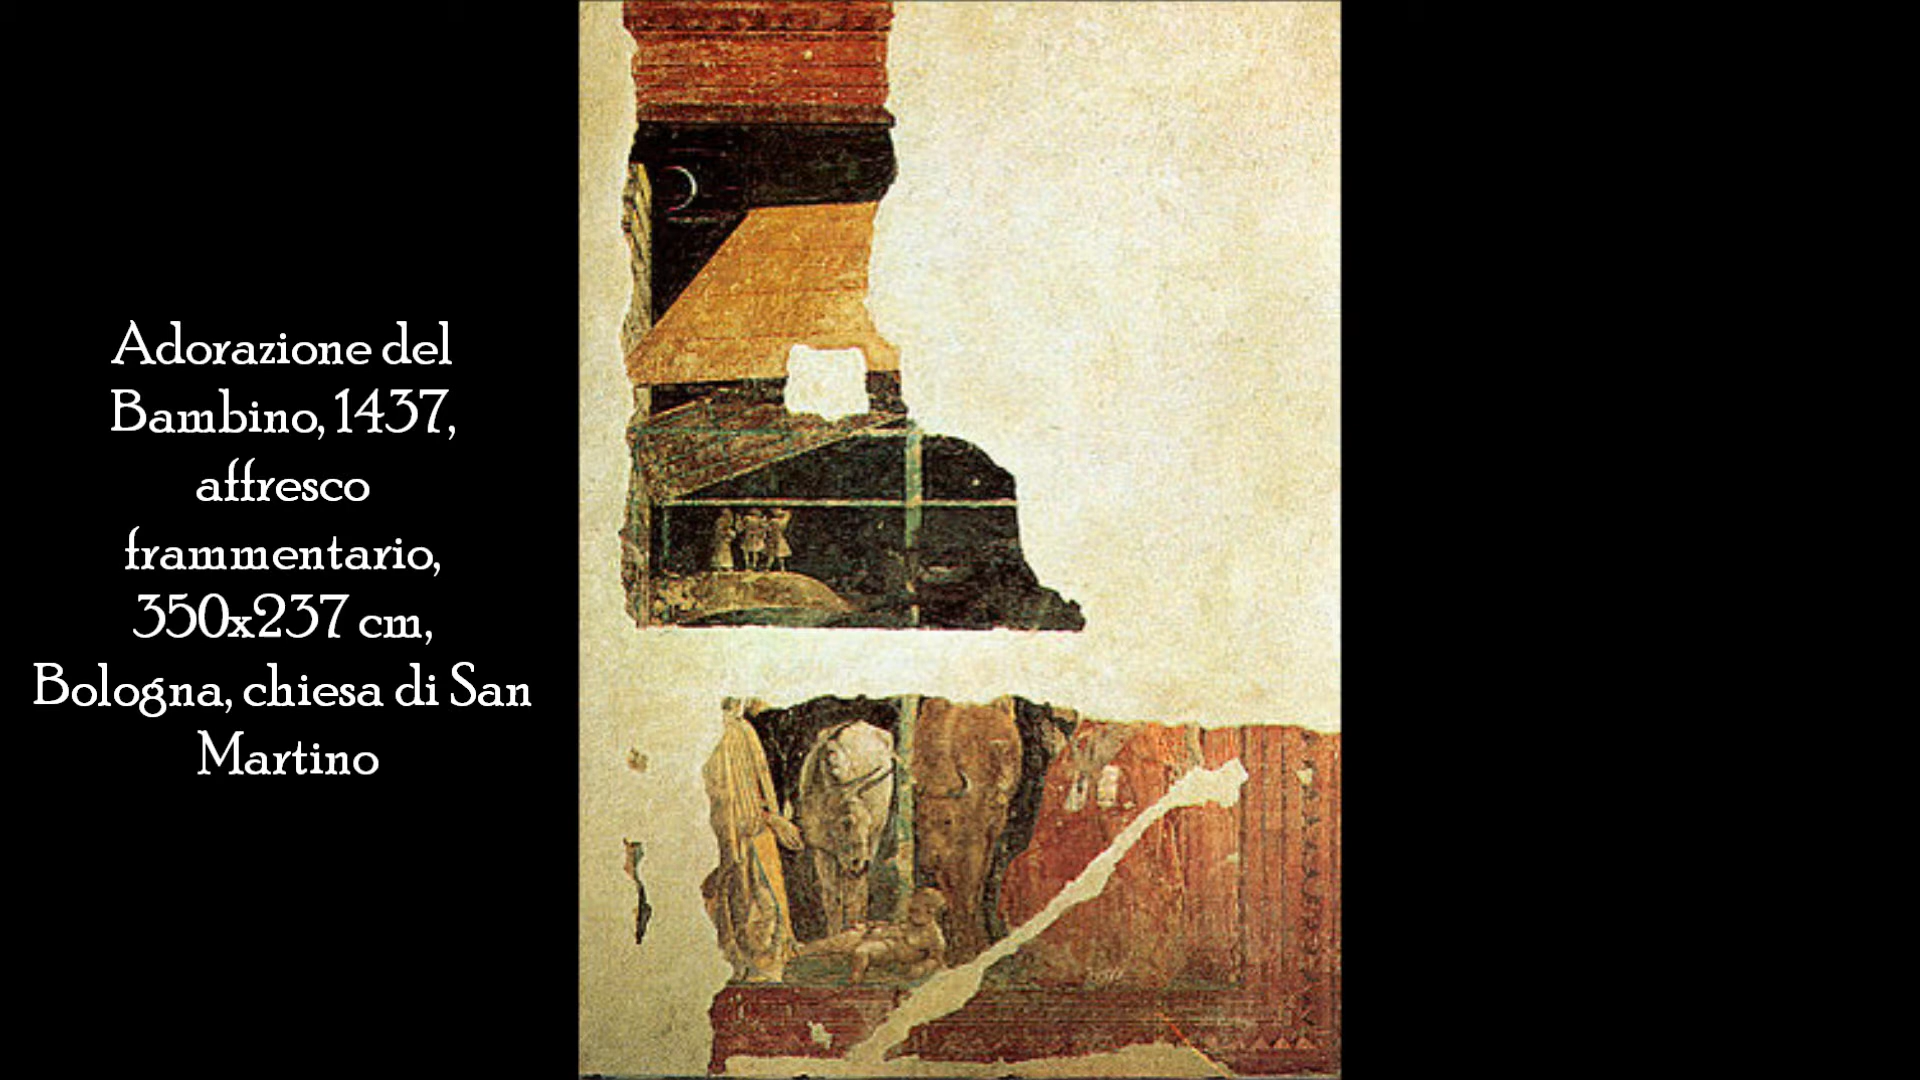 Adorazione del
Bambino, 1437,
affresco
frammentario,
350x237 cm,
Bologna, chiesa di San
Martino